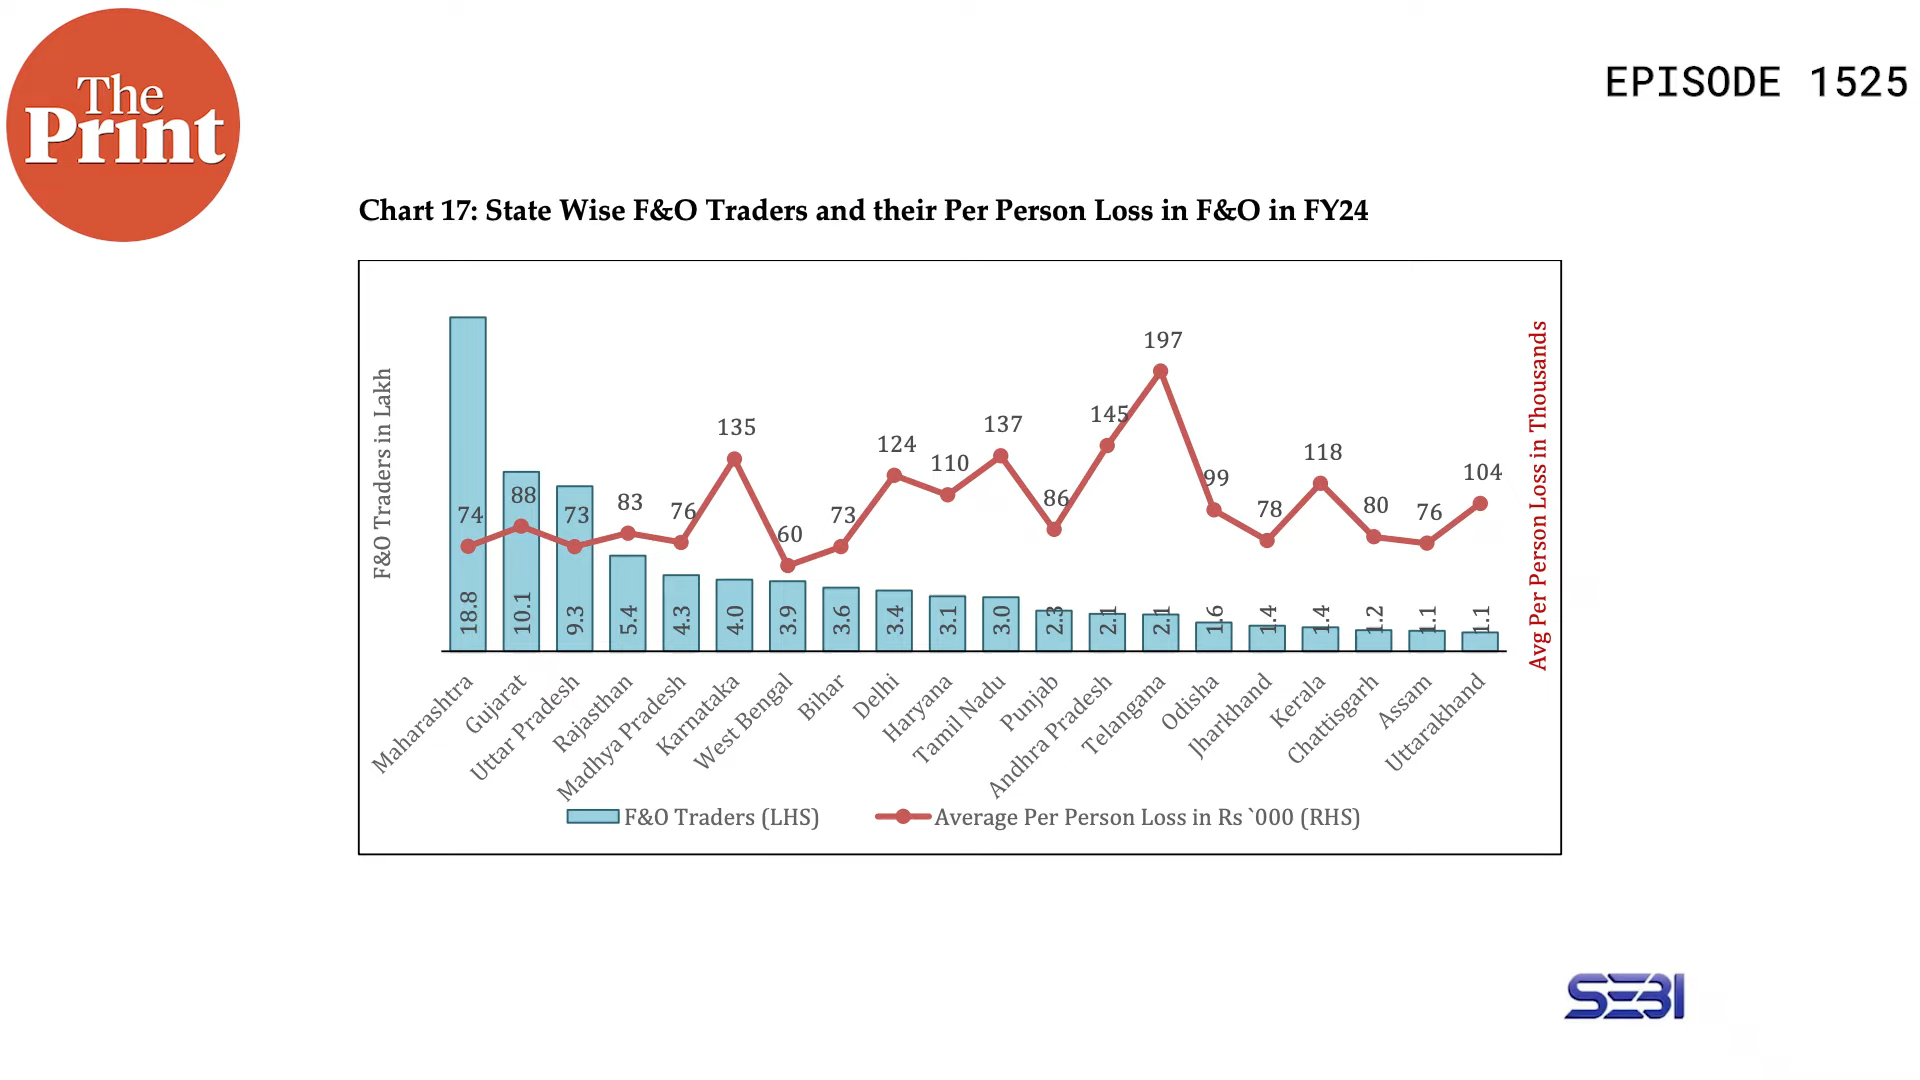 The
Print
EPISODE 1525
Chart 17: State Wise F&O Traders and their Per Person Loss in F&O in FY24
F&O Traders in Lakh
74
88
73
83
76
135
60
73
124
110
137
86
145
197
99
78
118
80
76
104
18.8
10.1
9.3
5.4
4.3
4.0
3.9
3.6
3.4
3.1
3.0
2.3
2.1
2.1
1.6
1.4
1.4
1.2
1.1
1.1
Avg Per Person Loss in Thousands
Maharashtra
Gujarat
Uttar Pradesh
Rajasthan
Madhya Pradesh
Karnataka
West Bengal
Bihar
Delhi
Haryana
Tamil Nadu
Punjab
Andhra Pradesh
Telangana
Odisha
Jharkhand
Kerala
Chattisgarh
Assam
Uttarakhand
F&O Traders (LHS)
Average Per Person Loss in Rs `000 (RHS)
SEBI